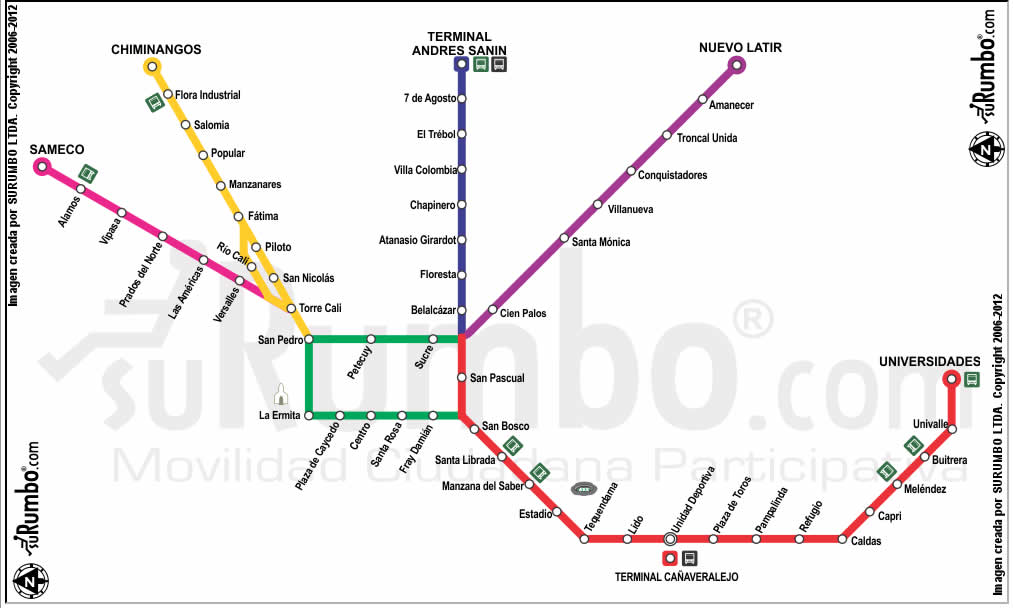 Imagen creada por SURUMBO LTDA. Copyright 2006-2012
suRumbo®.com
N
CHIMINANGOS
TERMINAL
ANDRES SANIN
NUEVO LATIR
Flora Industrial
7 de Agosto
Amanecer
Salomia
El Trébol
Troncal Unida
SAMECO
Popular
Villa Colombia
Conquistadores
Manzanares
Alamos
Chapinero
Villanueva
Fátima
Vipasa
Atanasio Girardot
Santa Mónica
Piloto
Prados del Norte
Río Cali
San Nicolás
Floresta
Las Américas
Versalles
Torre Cali
Belalcázar
Cien Palos
San Pedro
Petecuy
Sucre
suRumbo®.com
Movilidad Ciudadana Participativa
UNIVERSIDADES
San Pascual
La Ermita
Plaza de Caycedo
Centro
Santa Rosa
Fray Damián
San Bosco
Univalle
Santa Librada
Buitrera
Manzana del Saber
Meléndez
Estadio
Capri
Tequendama
Lido
Unidad Deportiva
Plaza de Toros
Pampalinda
Refugio
Caldas
TERMINAL CAÑAVERALEJO
suRumbo®.com
N
Imagen creada por SURUMBO LTDA. Copyright 2006-2012